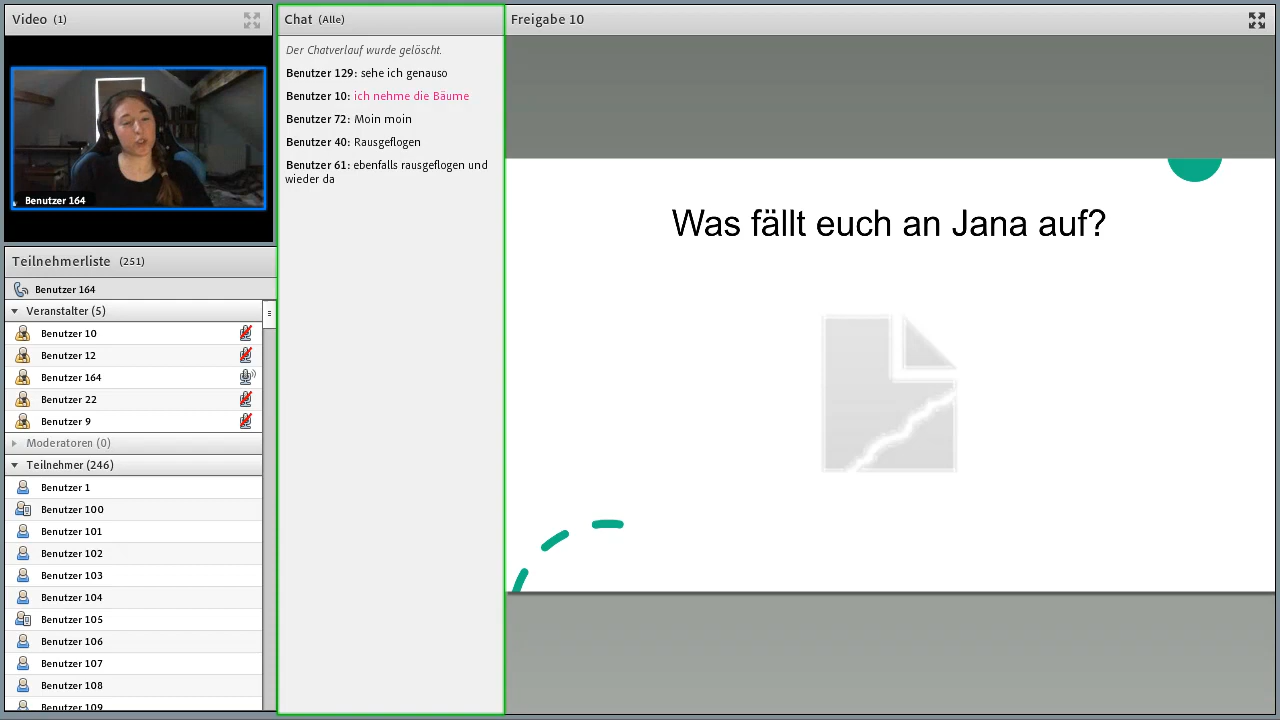 Video (1)
Benutzer 164
Teilnehmerliste (251)
Benutzer 164
Veranstalter (5)
Benutzer 10
Benutzer 12
Benutzer 164
Benutzer 22
Benutzer 9
Moderatoren (0)
Teilnehmer (246)
Benutzer 1
Benutzer 100
Benutzer 101
Benutzer 102
Benutzer 103
Benutzer 104
Benutzer 105
Benutzer 106
Benutzer 107
Benutzer 108
Benutzer 109
Chat (Alle)
Der Chatverlauf wurde gelöscht.
Benutzer 129: sehe ich genauso
Benutzer 10: ich nehme die Bäume
Benutzer 72: Moin moin
Benutzer 40: Rausgeflogen
Benutzer 61: ebenfalls rausgeflogen und
wieder da
Freigabe 10
Was fällt euch an Jana auf?